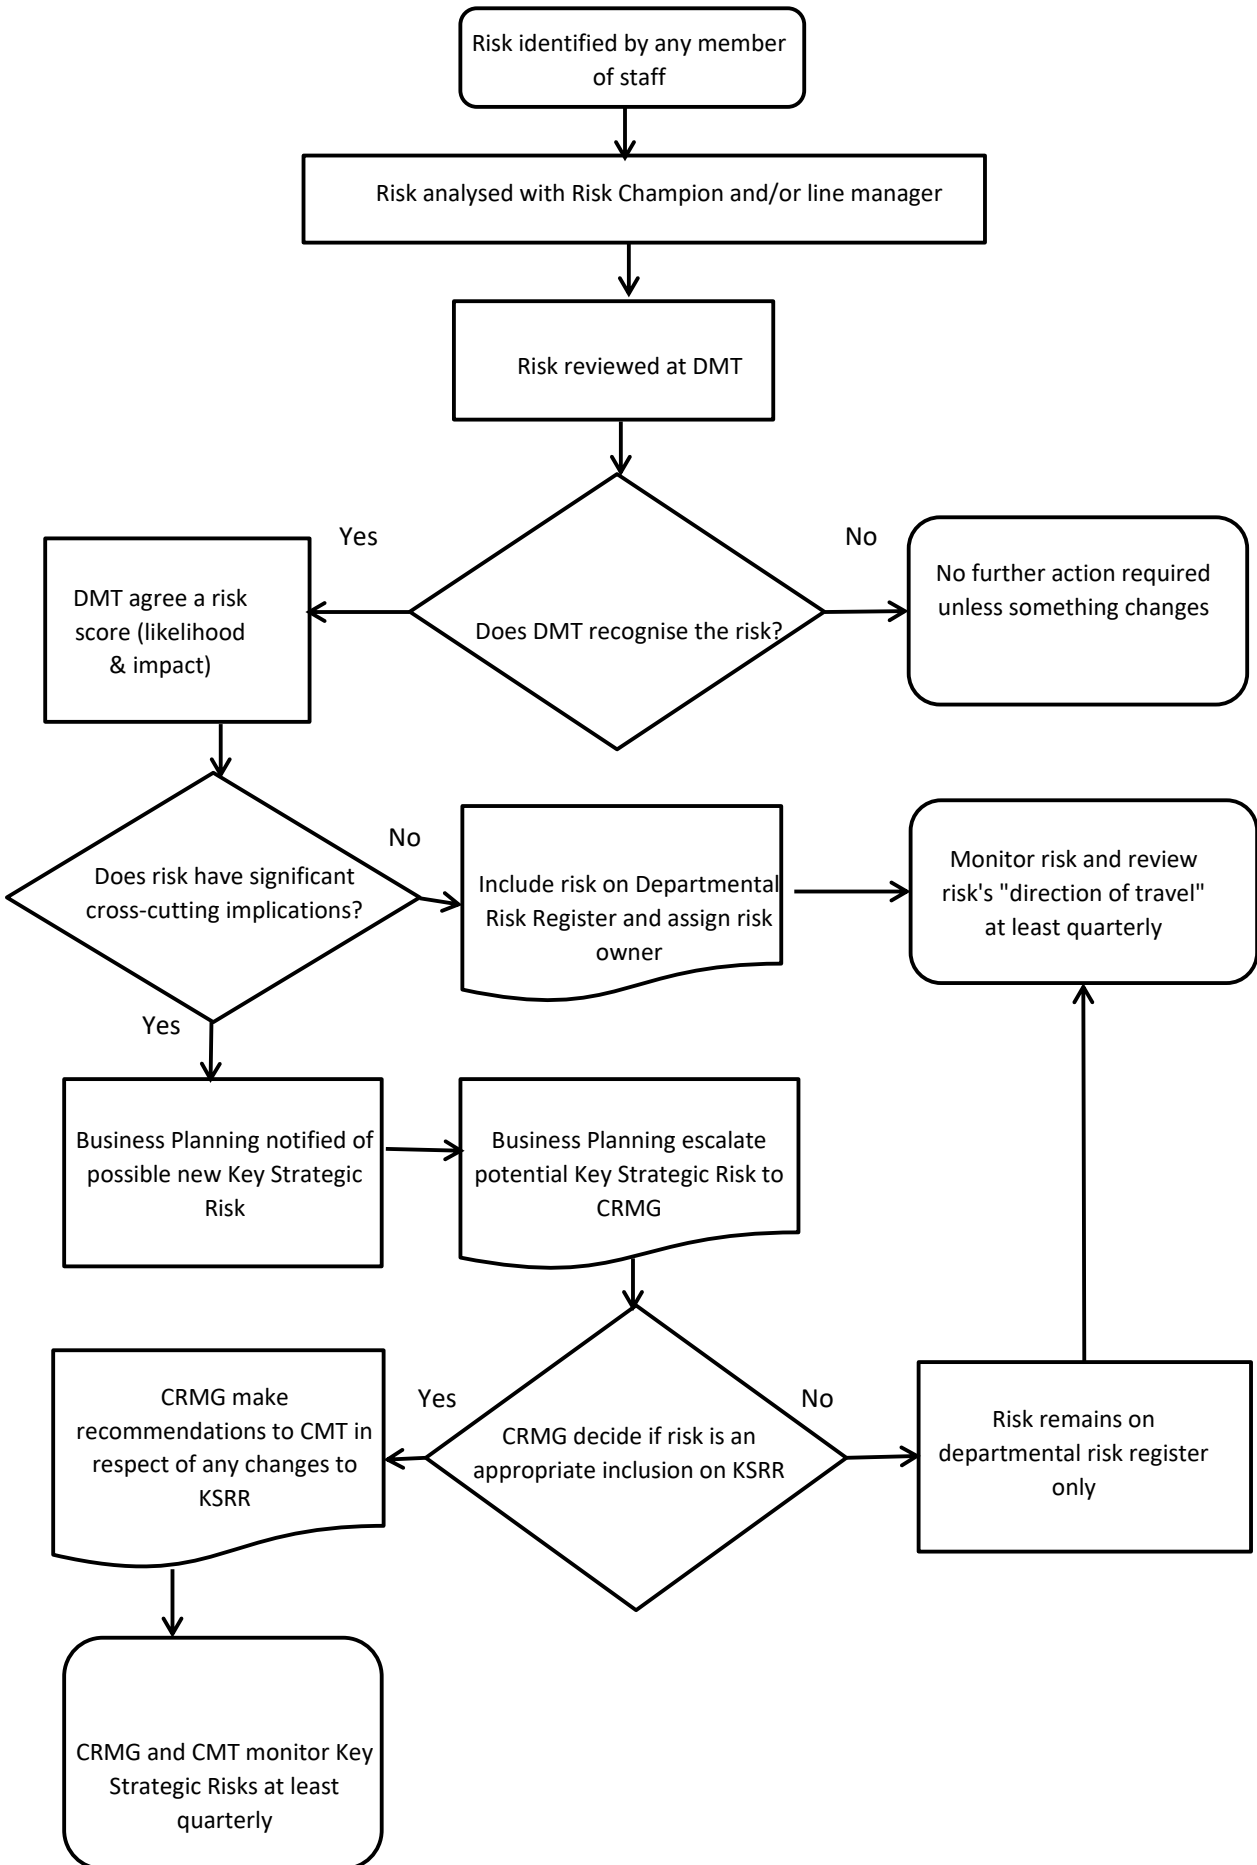 Risk identified by any member
of staff
Risk analysed with Risk Champion and/or line manager
Risk reviewed at DMT
Yes
No
DMT agree a risk
score (likelihood
& impact)
Does DMT recognise the risk?
No further action required
unless something changes
Does risk have significant
cross-cutting implications?
No
Include risk on Departmental
Risk Register and assign risk
owner
Monitor risk and review
risk's "direction of travel"
at least quarterly
Yes
Business Planning notified of
possible new Key Strategic
Risk
Business Planning escalate
potential Key Strategic Risk to
CRMG
CRMG make
recommendations to CMT in
respect of any changes to
KSRR
Yes
CRMG decide if risk is an
appropriate inclusion on KSRR
No
Risk remains on
departmental risk register
only
CRMG and CMT monitor Key
Strategic Risks at least
quarterly